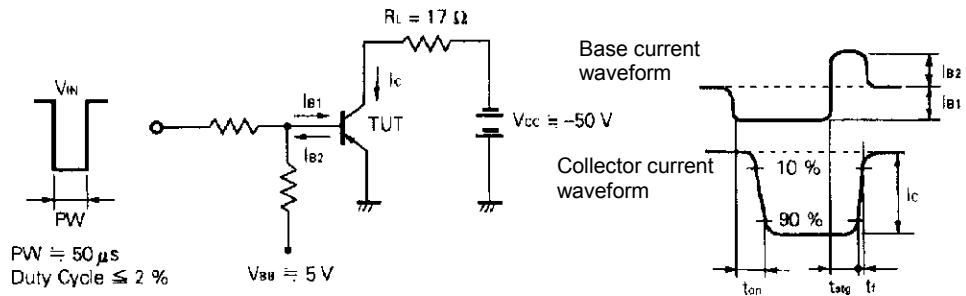 RL = 17 Ω
VIN
IB1
IC
TUT
IB2
VCC ≒ −50 V
PW
PW ≒ 50 μs
Duty Cycle ≦ 2 %
VBB ≒ 5 V
Base current
waveform
IB2
IB1
Collector current
waveform
10 %
90 %
IC
ton
tstg
tf